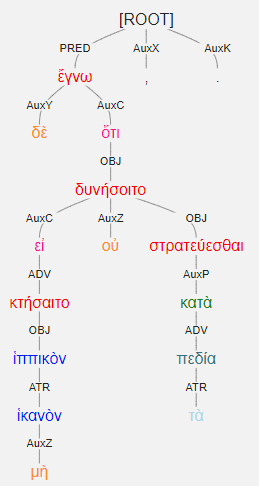 [ROOT]
PRED AuxX AuxK
ἔγνω , .
AuxY AuxC
δὲ ὅτι
OBJ
δυνήσοιτο
AuxC AuxZ OBJ
εἰ οὐ στρατεύεσθαι
ADV AuxP
κτήσαιτο κατὰ
OBJ ADV
ἱππικὸν πεδία
ATR ATR
ἱκανὸν τὰ
AuxZ
μὴ